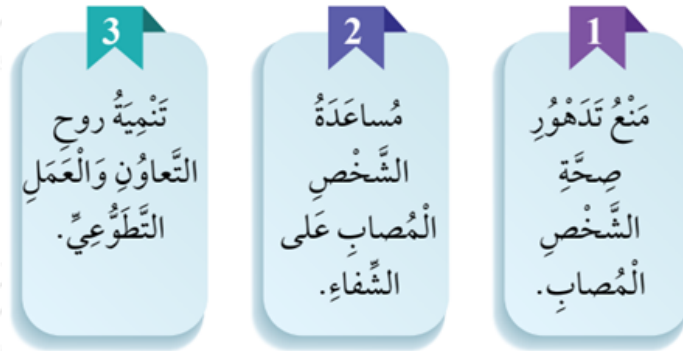 1
مَنْعُ تَدَهْوُرِ
صِحَّةِ
الشَّخْصِ
الْمُصابِ.
2
مُساعَدَةُ
الشَّخْصِ
الْمُصابِ عَلى
الشِّفاءِ.
3
تَنْمِيَةُ روحِ
التَّعاوُنِ وَالْعَمَلِ
التَّطَوُّعِيِّ.